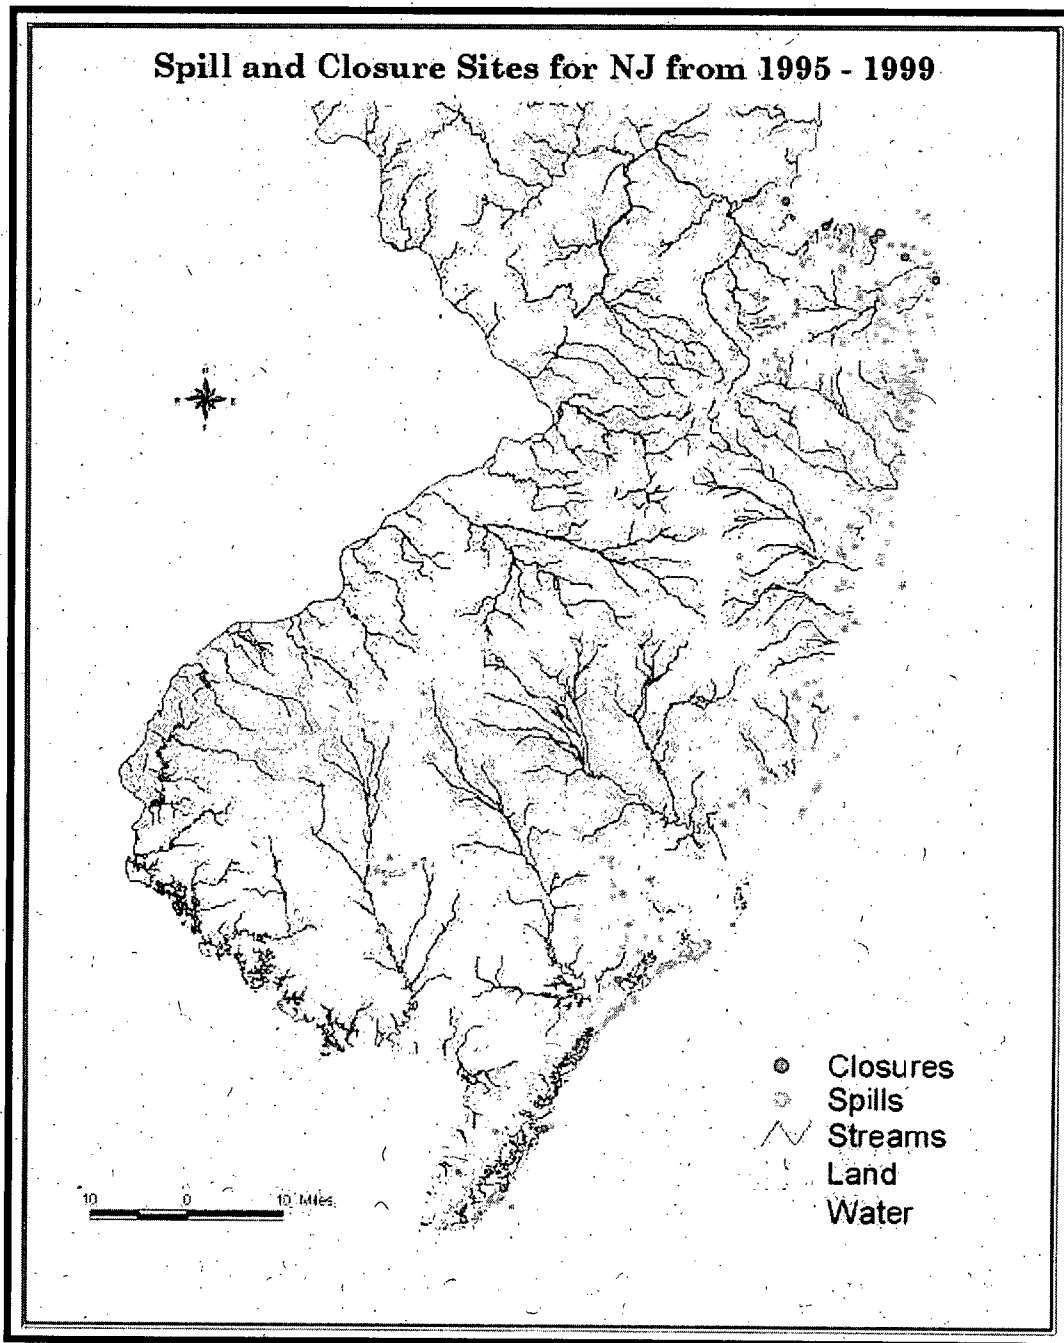 Spill and Closure Sites for NJ from 1995 - 1999
Closures
Spills
Streams
Land
Water
10 0 10 Miles